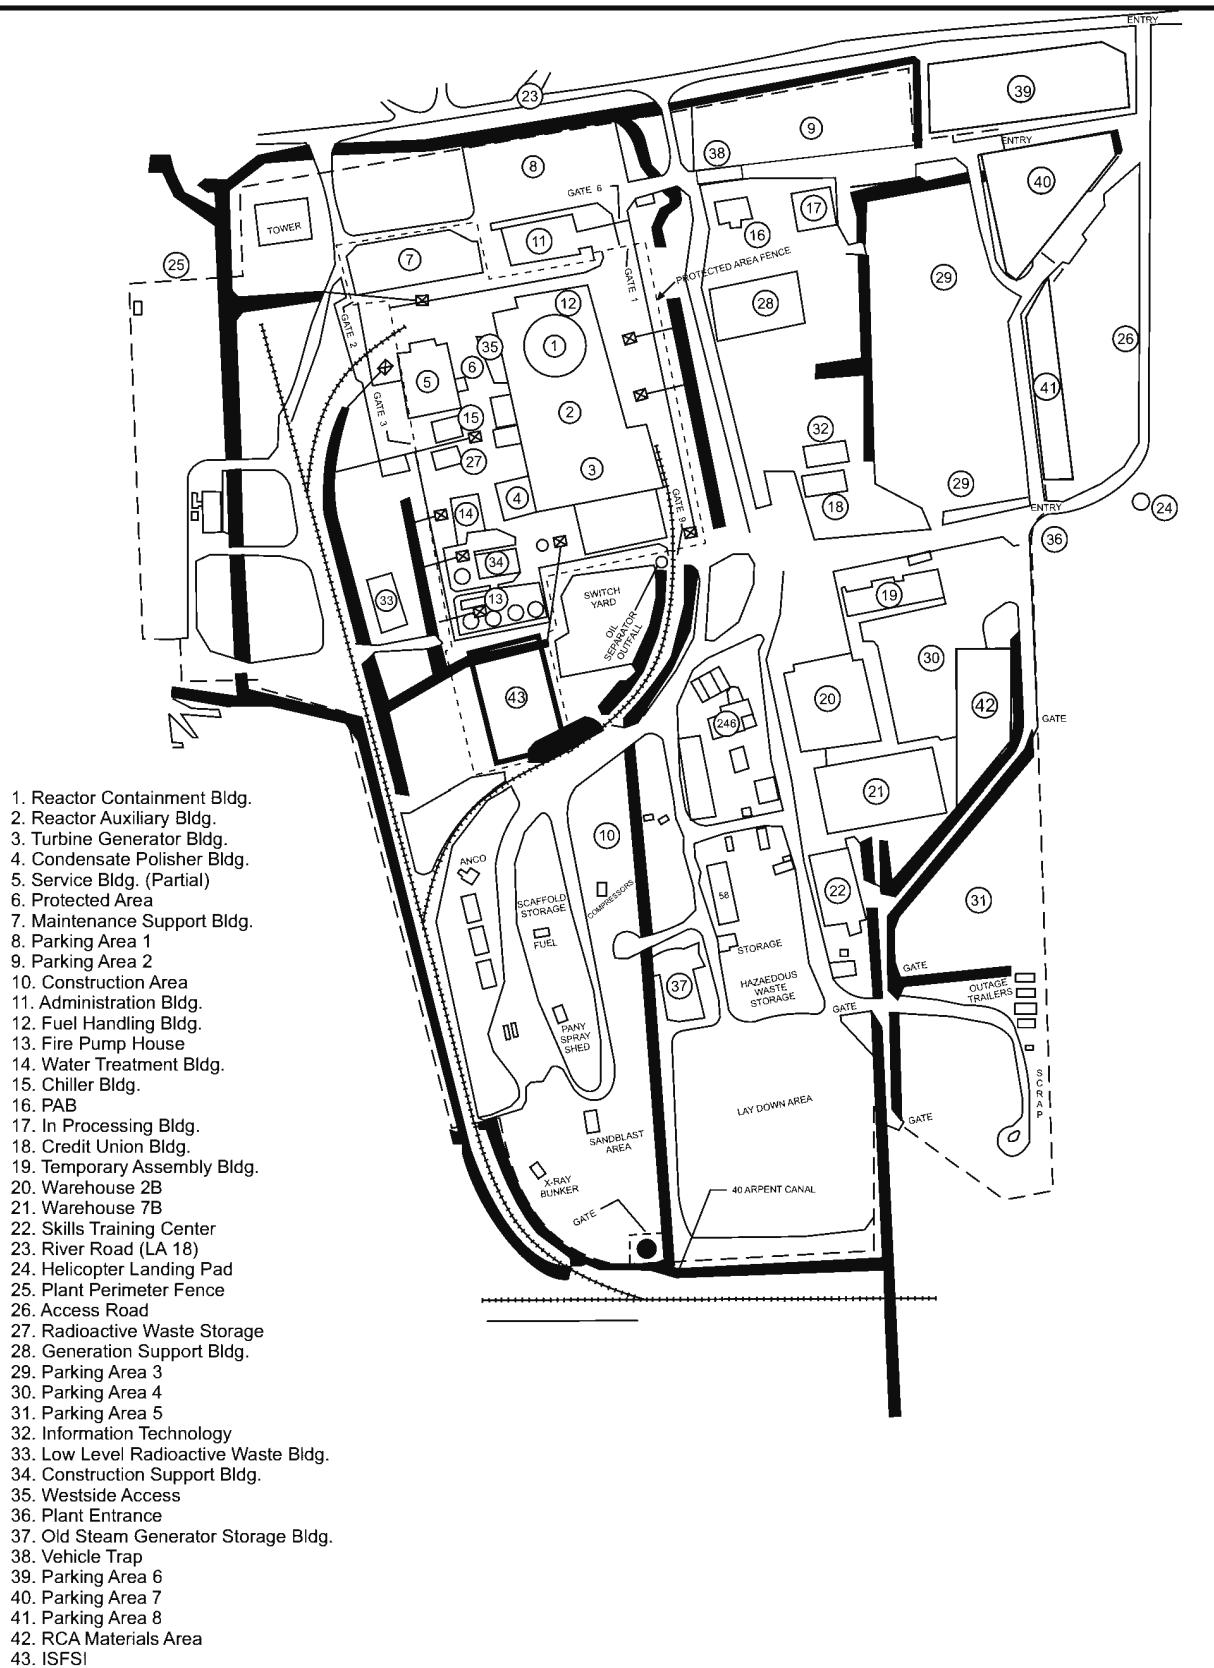 ENTRY
23
39
9
ENTRY
38
8
40
GATE 6
17
TOWER
16
11
7
25
PROTECTED AREA FENCE
29
GATE 1
12
28
GATE 2
26
35
1
6
5
41
GATE 3
2
15
32
27
3
29
4
18
GATE 9
24
14
ENTRY
36
34
SWITCH
YARD
19
33
13
OIL
SEPARATOR
OUTFALL
30
43
20
42
246
GATE
21
10
ANCO
58
22
COMPRESSORS
SCAFFOLD
STORAGE
31
FUEL
STORAGE
GATE
37
HAZAEDOUS
WASTE
STORAGE
OUTAGE
TRAILERS
GATE
PANY
SPRAY
SHED
SCRAP
LAY DOWN AREA
GATE
SANDBLAST
AREA
X-RAY
BUNKER
40 ARPENT CANAL
GATE
1. Reactor Containment Bldg.
2. Reactor Auxiliary Bldg.
3. Turbine Generator Bldg.
4. Condensate Polisher Bldg.
5. Service Bldg. (Partial)
6. Protected Area
7. Maintenance Support Bldg.
8. Parking Area 1
9. Parking Area 2
10. Construction Area
11. Administration Bldg.
12. Fuel Handling Bldg.
13. Fire Pump House
14. Water Treatment Bldg.
15. Chiller Bldg.
16. PAB
17. In Processing Bldg.
18. Credit Union Bldg.
19. Temporary Assembly Bldg.
20. Warehouse 2B
21. Warehouse 7B
22. Skills Training Center
23. River Road (LA 18)
24. Helicopter Landing Pad
25. Plant Perimeter Fence
26. Access Road
27. Radioactive Waste Storage
28. Generation Support Bldg.
29. Parking Area 3
30. Parking Area 4
31. Parking Area 5
32. Information Technology
33. Low Level Radioactive Waste Bldg.
34. Construction Support Bldg.
35. Westside Access
36. Plant Entrance
37. Old Steam Generator Storage Bldg.
38. Vehicle Trap
39. Parking Area 6
40. Parking Area 7
41. Parking Area 8
42. RCA Materials Area
43. ISFSI